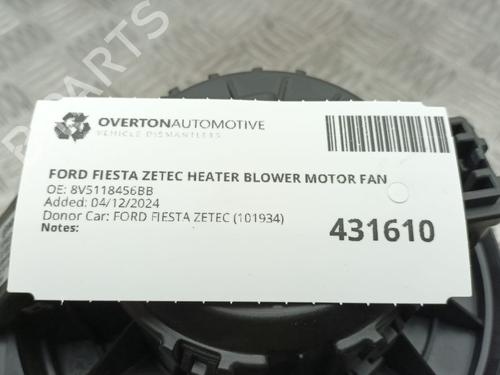 OVERTONAUTOMOTIVE
VEHICLE DISMANTLERS
FORD FIESTA ZETEC HEATER BLOWER MOTOR FAN
OE: 8V5118456BB
Added: 04/12/2024
Donor Car: FORD FIESTA ZETEC (101934)
Notes:
431610
PARTS